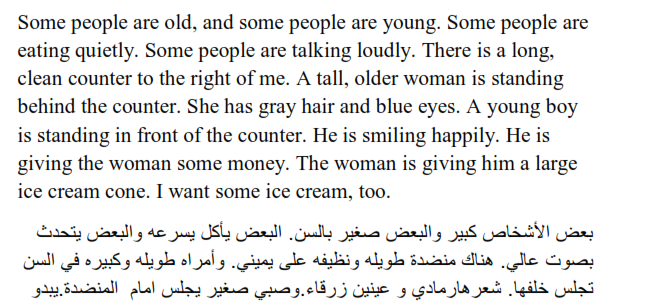 Some people are old, and some people are young. Some people are
eating quietly. Some people are talking loudly. There is a long,
clean counter to the right of me. A tall, older woman is standing
behind the counter. She has gray hair and blue eyes. A young boy
is standing in front of the counter. He is smiling happily. He is
giving the woman some money. The woman is giving him a large
ice cream cone. I want some ice cream, too.
بعض الأشخاص كبير والبعض صغير بالسن. البعض يأكل يسرعه والبعض يتحدث
بصوت عالي. هناك منضدة طويله ونظيفه على يميني. وأمراه طويله وكبيره في السن
تجلس خلفها. شعرهارمادي و عينين زرقاء.وصبي صغير يجلس امام المنضدة.يبدو